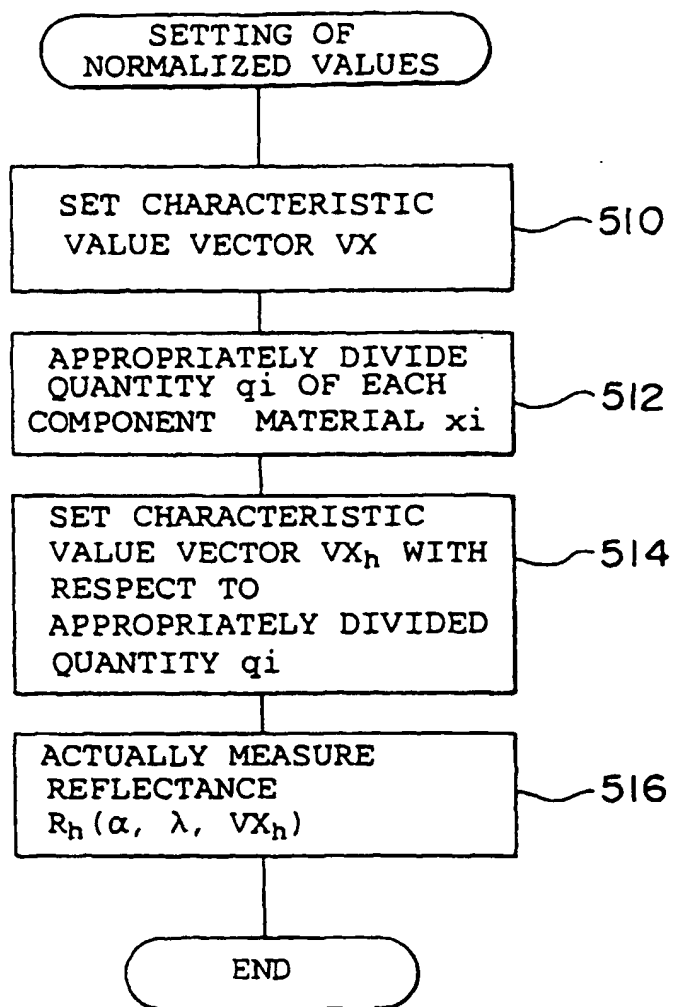 SETTING OF
NORMALIZED VALUES
SET CHARACTERISTIC
VALUE VECTOR VX
510
APPROPRIATELY DIVIDE
QUANTITY qi OF EACH
COMPONENT MATERIAL xi
512
SET CHARACTERISTIC
VALUE VECTOR VXh WITH
RESPECT TO
APPROPRIATELY DIVIDED
QUANTITY qi
514
ACTUALLY MEASURE
REFLECTANCE
Rh(α, λ, VXh)
516
END